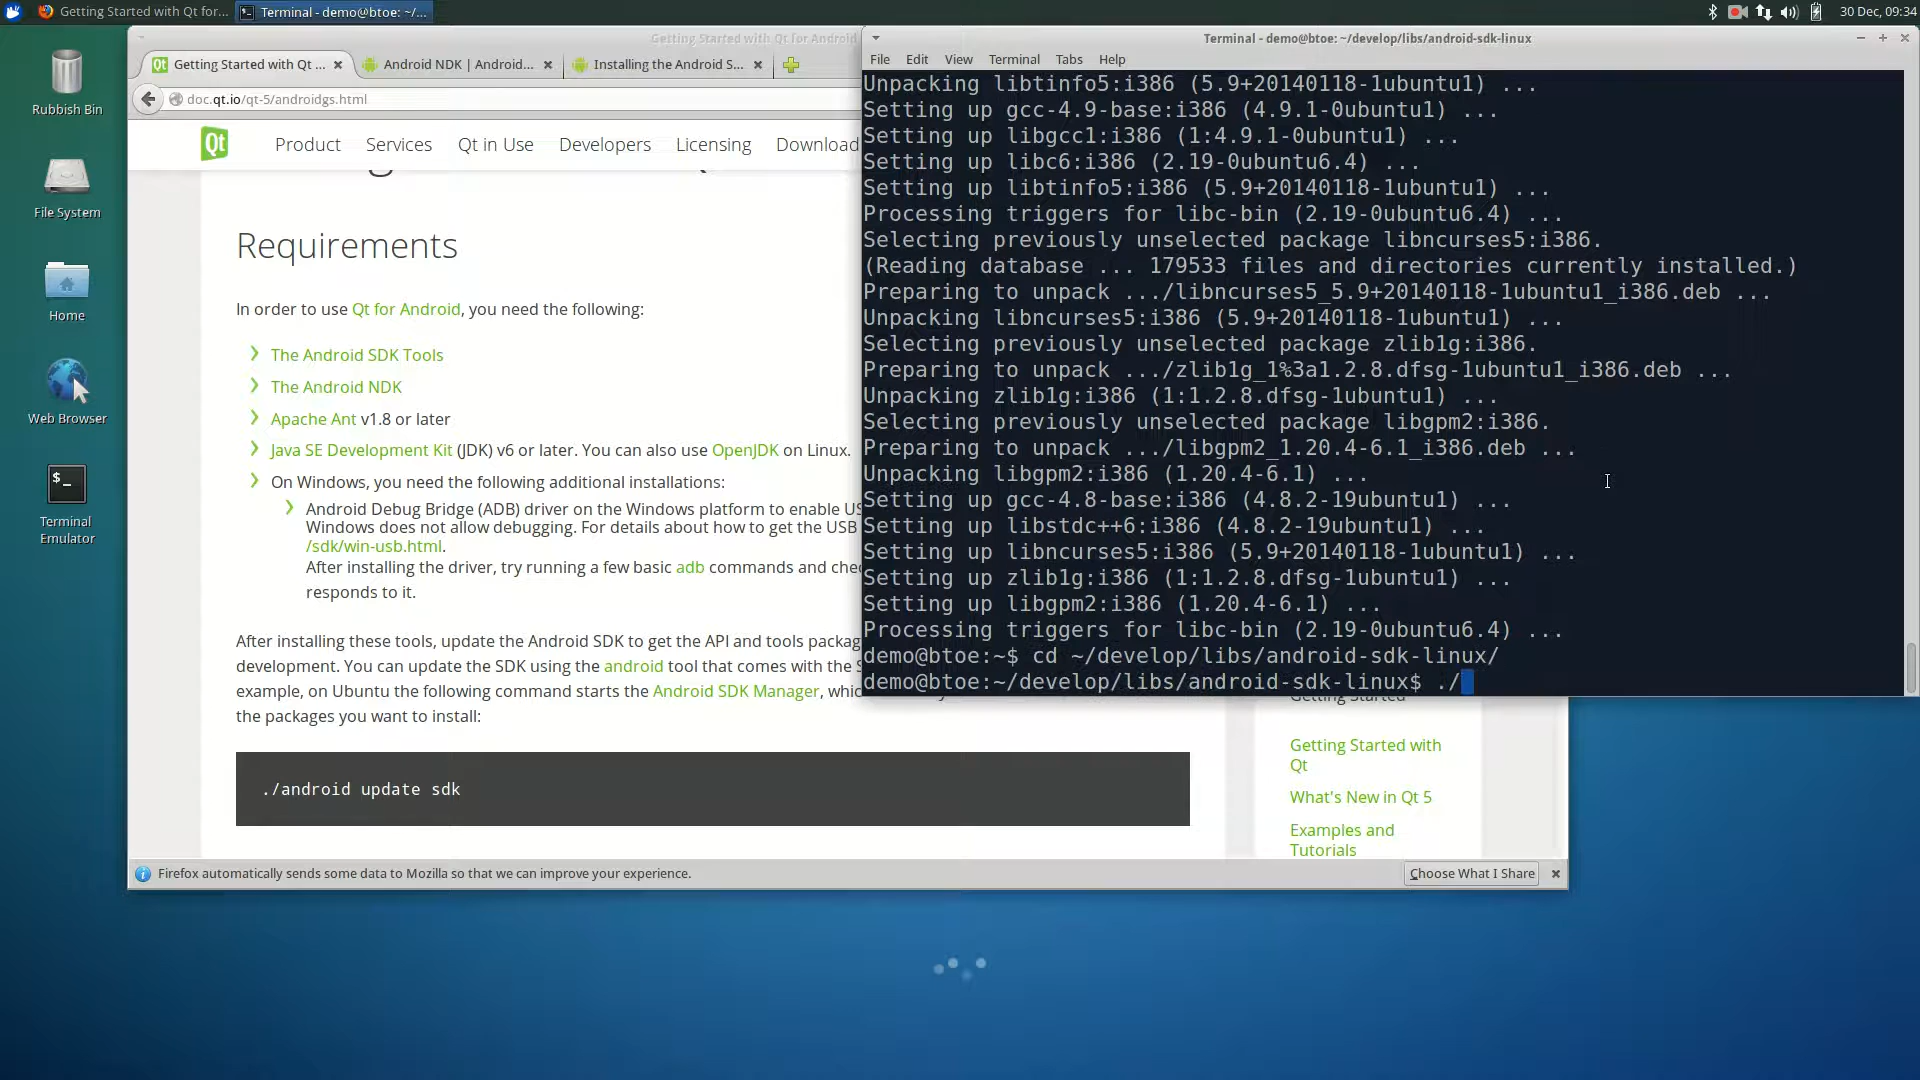 Getting Started with Qt for...
Terminal - demo@btoe: ~/...
30 Dec, 09:34
Rubbish Bin
File System
Home
Web Browser
Terminal
Emulator
Getting Started with Qt for Android
Getting Started with Qt ...
Android NDK | Android...
Installing the Android S...
doc.qt.io/qt-5/androidgs.html
Qt
Product
Services
Qt in Use
Developers
Licensing
Download
Requirements
In order to use Qt for Android, you need the following:
The Android SDK Tools
The Android NDK
Apache Ant v1.8 or later
Java SE Development Kit (JDK) v6 or later. You can also use OpenJDK on Linux.
On Windows, you need the following additional installations:
Android Debug Bridge (ADB) driver on the Windows platform to enable US
Windows does not allow debugging. For details about how to get the USB
/sdk/win-usb.html.
After installing the driver, try running a few basic adb commands and che
responds to it.
After installing these tools, update the Android SDK to get the API and tools packag
development. You can update the SDK using the android tool that comes with the S
example, on Ubuntu the following command starts the Android SDK Manager, whic
the packages you want to install:
./android update sdk
Getting Started
Getting Started with
Qt
What's New in Qt 5
Examples and
Tutorials
Firefox automatically sends some data to Mozilla so that we can improve your experience.
Choose What I Share
Terminal - demo@btoe: ~/develop/libs/android-sdk-linux
File Edit View Terminal Tabs Help
Unpacking libtinfo5:i386 (5.9+20140118-1ubuntu1) ...
Setting up gcc-4.9-base:i386 (4.9.1-0ubuntu1) ...
Setting up libgcc1:i386 (1:4.9.1-0ubuntu1) ...
Setting up libc6:i386 (2.19-0ubuntu6.4) ...
Setting up libtinfo5:i386 (5.9+20140118-1ubuntu1) ...
Processing triggers for libc-bin (2.19-0ubuntu6.4) ...
Selecting previously unselected package libncurses5:i386.
(Reading database ... 179533 files and directories currently installed.)
Preparing to unpack .../libncurses5_5.9+20140118-1ubuntu1_i386.deb ...
Unpacking libncurses5:i386 (5.9+20140118-1ubuntu1) ...
Selecting previously unselected package zlib1g:i386.
Preparing to unpack .../zlib1g_1%3a1.2.8.dfsg-1ubuntu1_i386.deb ...
Unpacking zlib1g:i386 (1:1.2.8.dfsg-1ubuntu1) ...
Selecting previously unselected package libgpm2:i386.
Preparing to unpack .../libgpm2_1.20.4-6.1_i386.deb ...
Unpacking libgpm2:i386 (1.20.4-6.1) ...
Setting up gcc-4.8-base:i386 (4.8.2-19ubuntu1) ...
Setting up libstdc++6:i386 (4.8.2-19ubuntu1) ...
Setting up libncurses5:i386 (5.9+20140118-1ubuntu1) ...
Setting up zlib1g:i386 (1:1.2.8.dfsg-1ubuntu1) ...
Setting up libgpm2:i386 (1.20.4-6.1) ...
Processing triggers for libc-bin (2.19-0ubuntu6.4) ...
demo@btoe:~$ cd ~/develop/libs/android-sdk-linux/
demo@btoe:~/develop/libs/android-sdk-linux$ ./